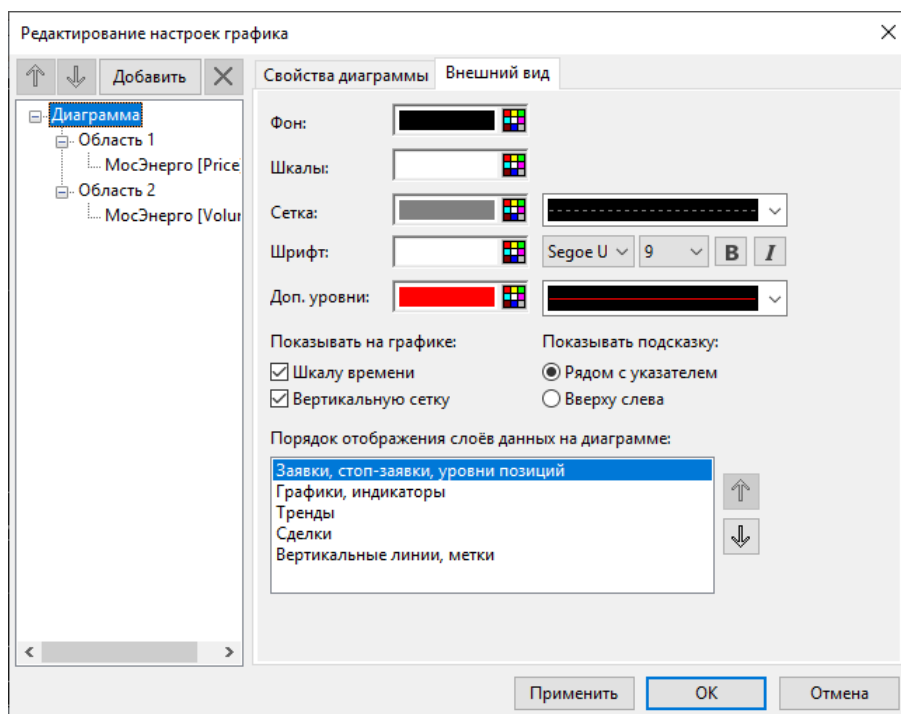 Редактирование настроек графика
Добавить
Свойства диаграммы
Внешний вид
Диаграмма
Область 1
МосЭнерго [Price
Область 2
МосЭнерго [Volur
Фон:
Шкалы:
Сетка:
Шрифт:
Segoe U
9
B
I
Доп. уровни:
Показывать на графике:
Показывать подсказку:
Шкалу времени
Рядом с указателем
Вертикальную сетку
Вверху слева
Порядок отображения слоёв данных на диаграмме:
Заявки, стоп-заявки, уровни позиций
Графики, индикаторы
Тренды
Сделки
Вертикальные линии, метки
Применить
ОК
Отмена